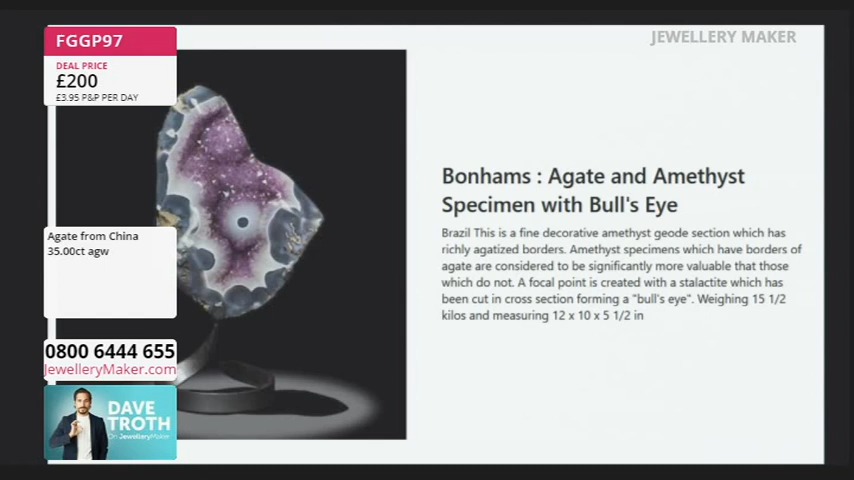 FGGP97
DEAL PRICE
£200
£3.95 P&P PER DAY
JEWELLERY MAKER
Bonhams : Agate and Amethyst
Specimen with Bull's Eye
Brazil This is a fine decorative amethyst geode section which has
richly agatized borders. Amethyst specimens which have borders of
agate are considered to be significantly more valuable that those
which do not. A focal point is created with a stalactite which has
been cut in cross section forming a "bull's eye". Weighing 15 1/2
kilos and measuring 12 x 10 x 5 1/2 in
Agate from China
35.00ct agw
0800 6444 655
JewelleryMaker.com
DAVE
TROTH
On JewelleryMaker